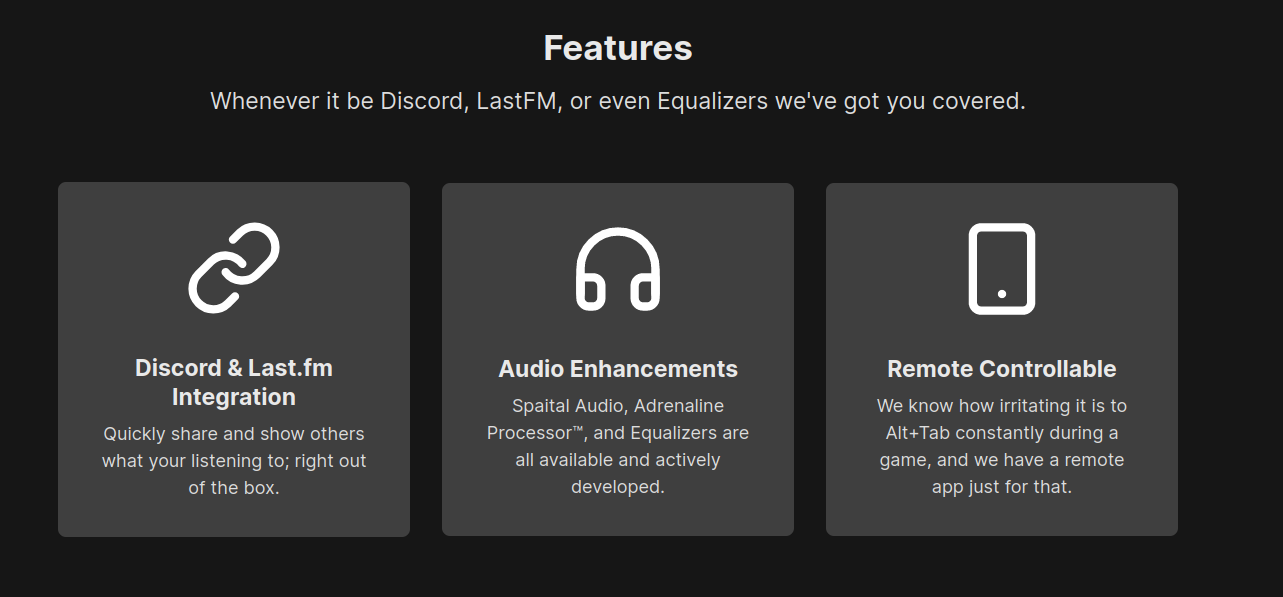 Features
Whenever it be Discord, LastFM, or even Equalizers we've got you covered.
Discord & Last.fm
Integration
Quickly share and show others
what your listening to; right out
of the box.
Audio Enhancements
Spaital Audio, Adrenaline
Processor™, and Equalizers are
all available and actively
developed.
Remote Controllable
We know how irritating it is to
Alt+Tab constantly during a
game, and we have a remote
app just for that.